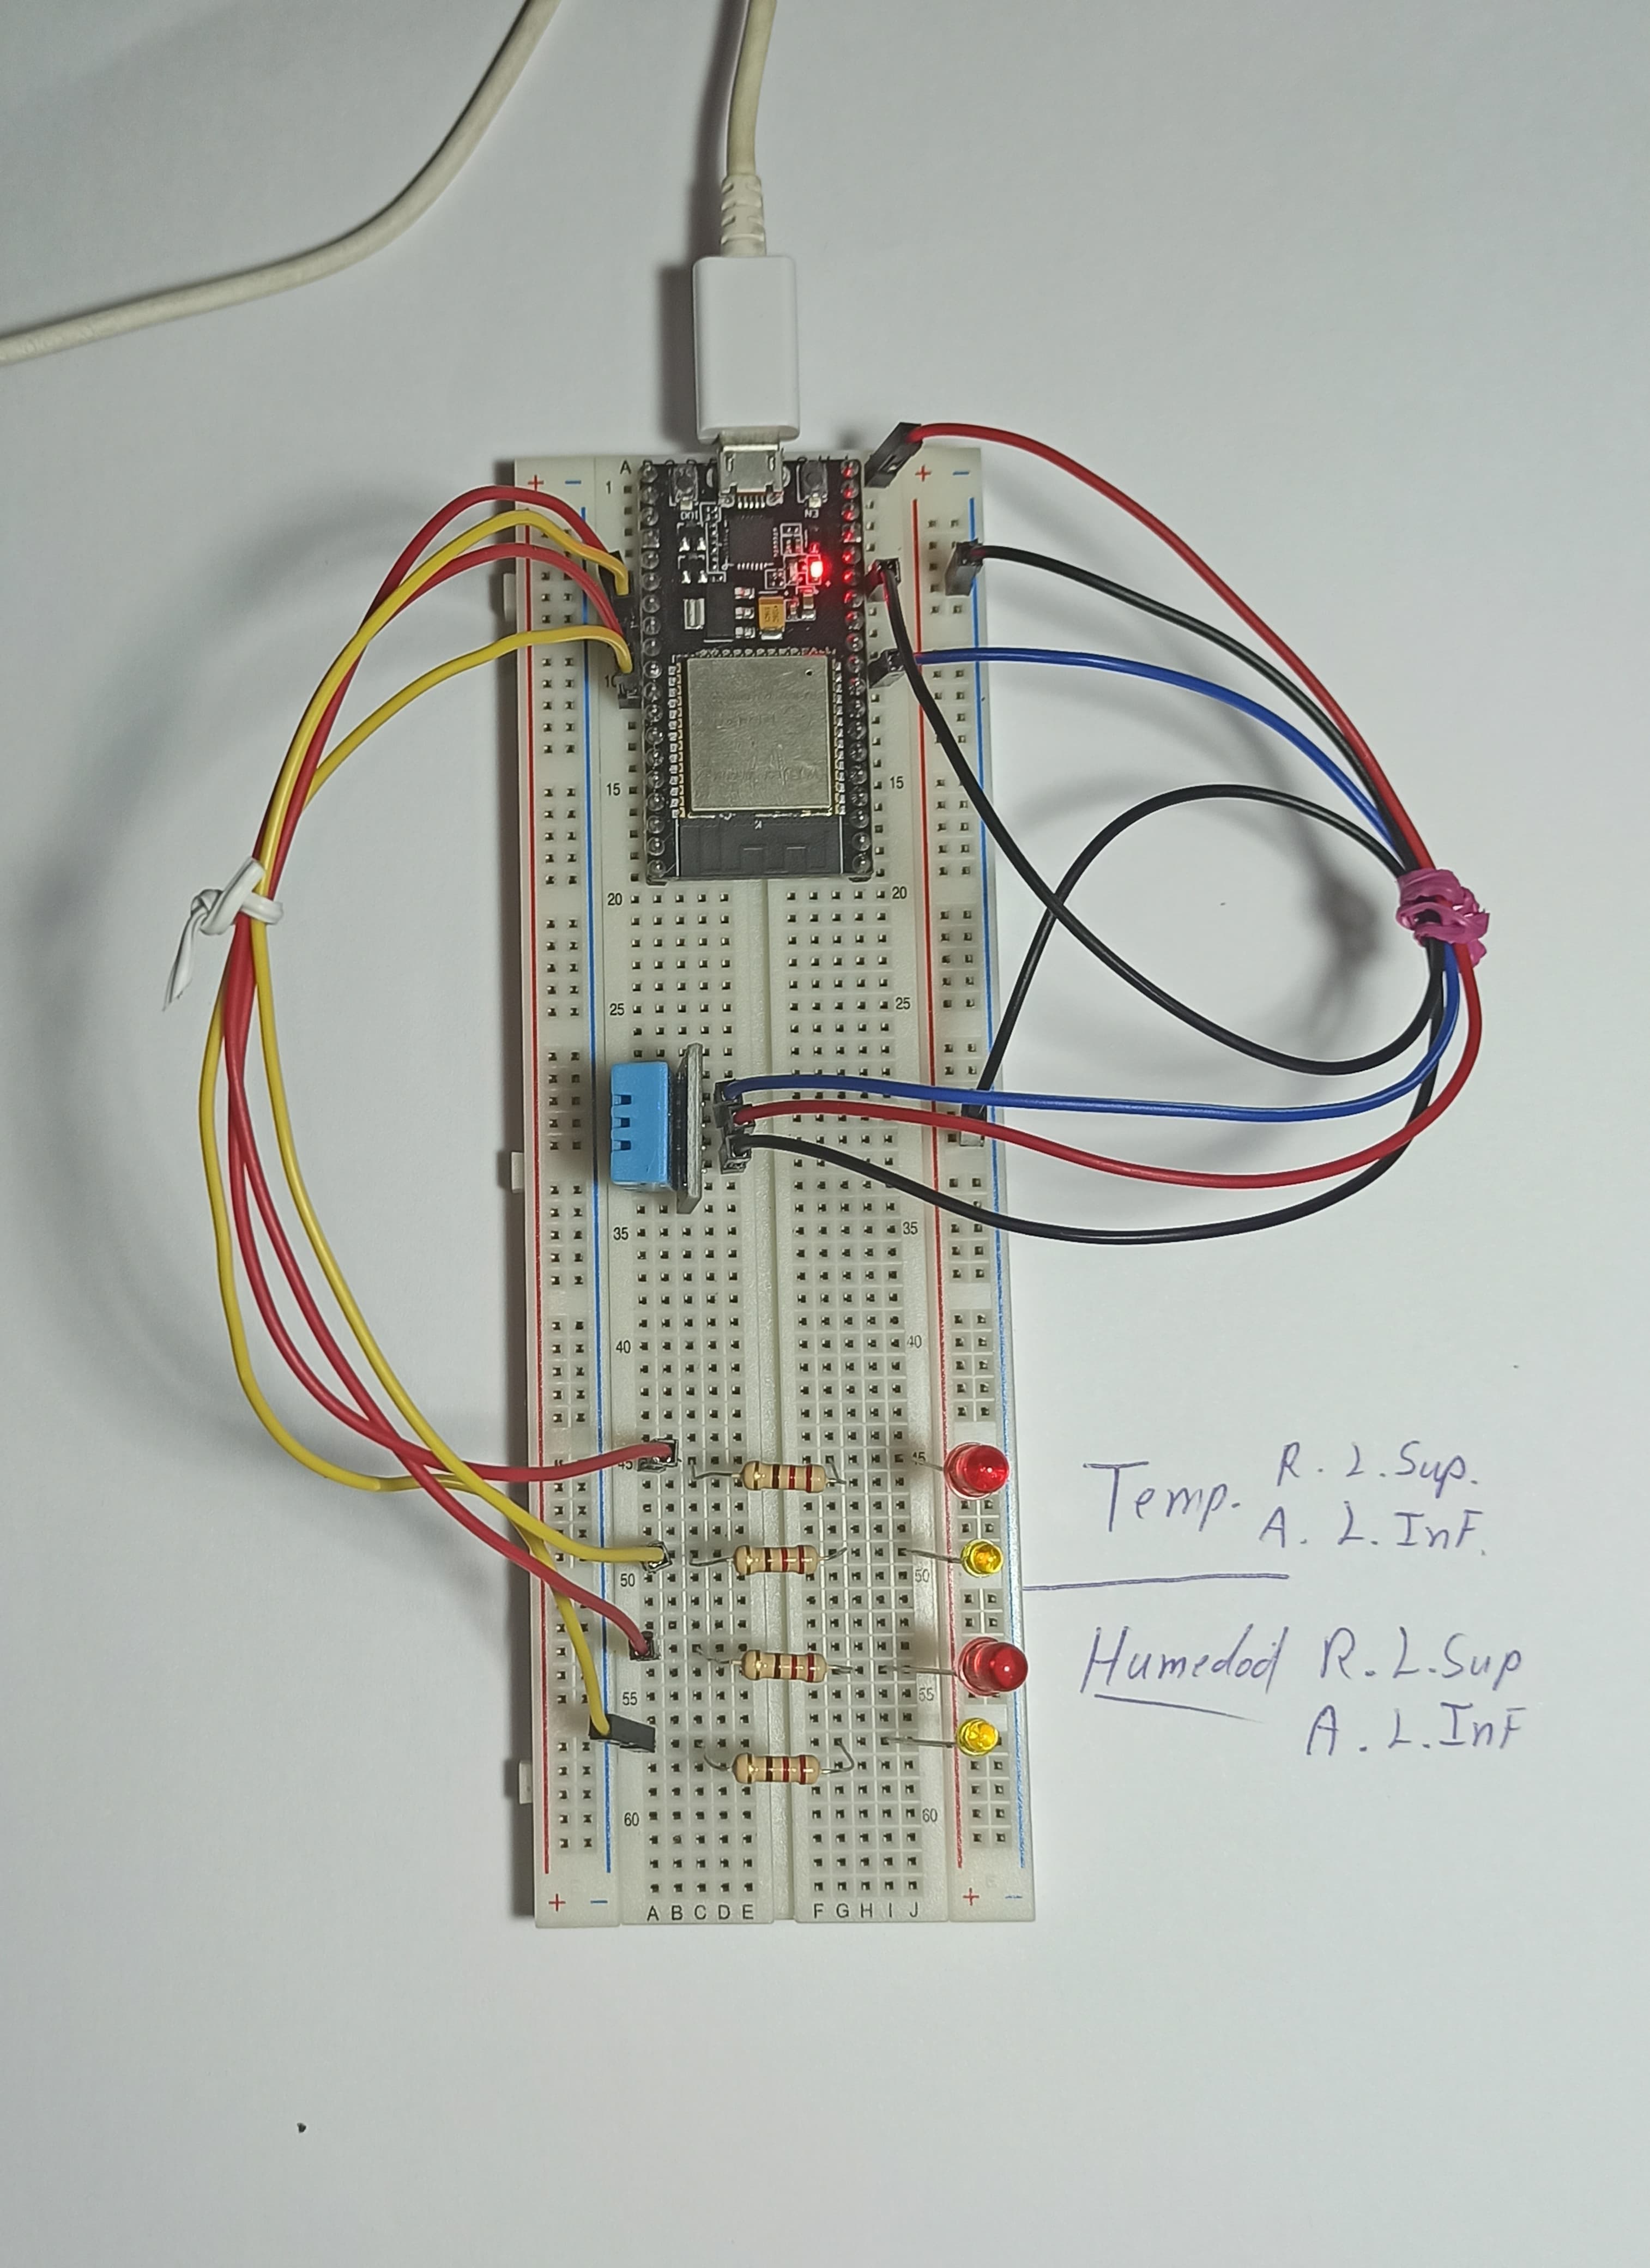 + - A + -
1
EN
10
15 15
20 20
25 25
35 35
40 40
45 45
Temp. R. L. Sup.
A. L. InF.
50 50
Humedad R. L. Sup
A. L. InF
55 55
60 60
+ - A B C D E F G H I J + -